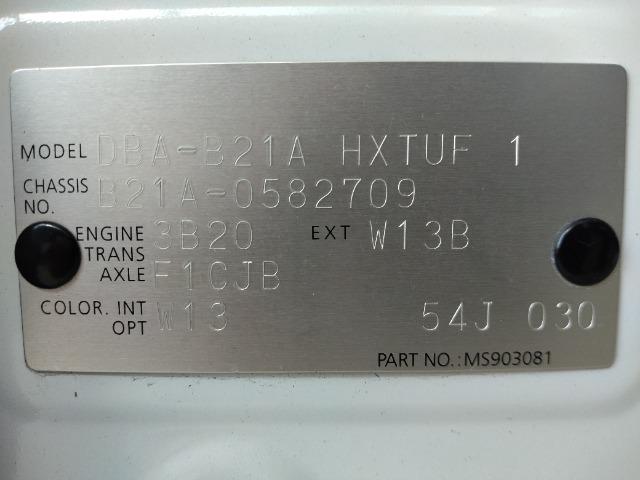 MODEL DBA-B21A HXTUF 1
CHASSIS NO. B21A-0582709
ENGINE 3B20 EXT W13B
TRANS AXLE F1CJB
COLOR. INT OPT W13 54J 030
PART NO.:MS903081